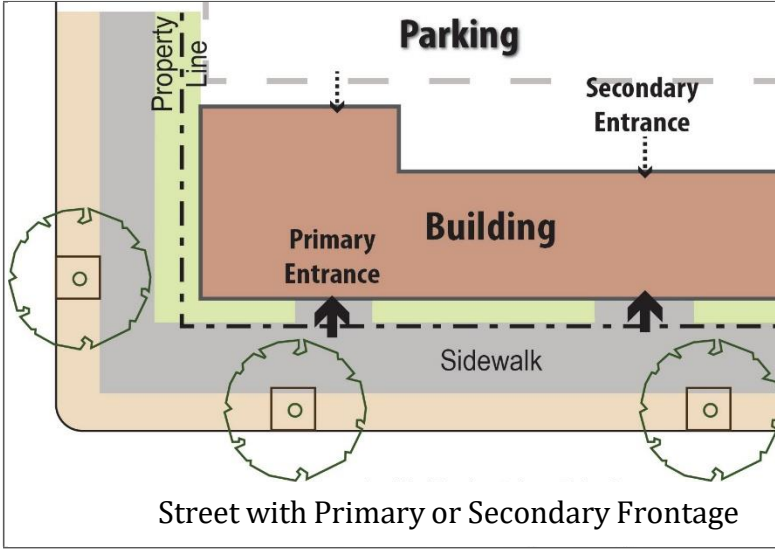 Parking
Property
Line
Secondary
Entrance
Building
Primary
Entrance
Sidewalk
Street with Primary or Secondary Frontage